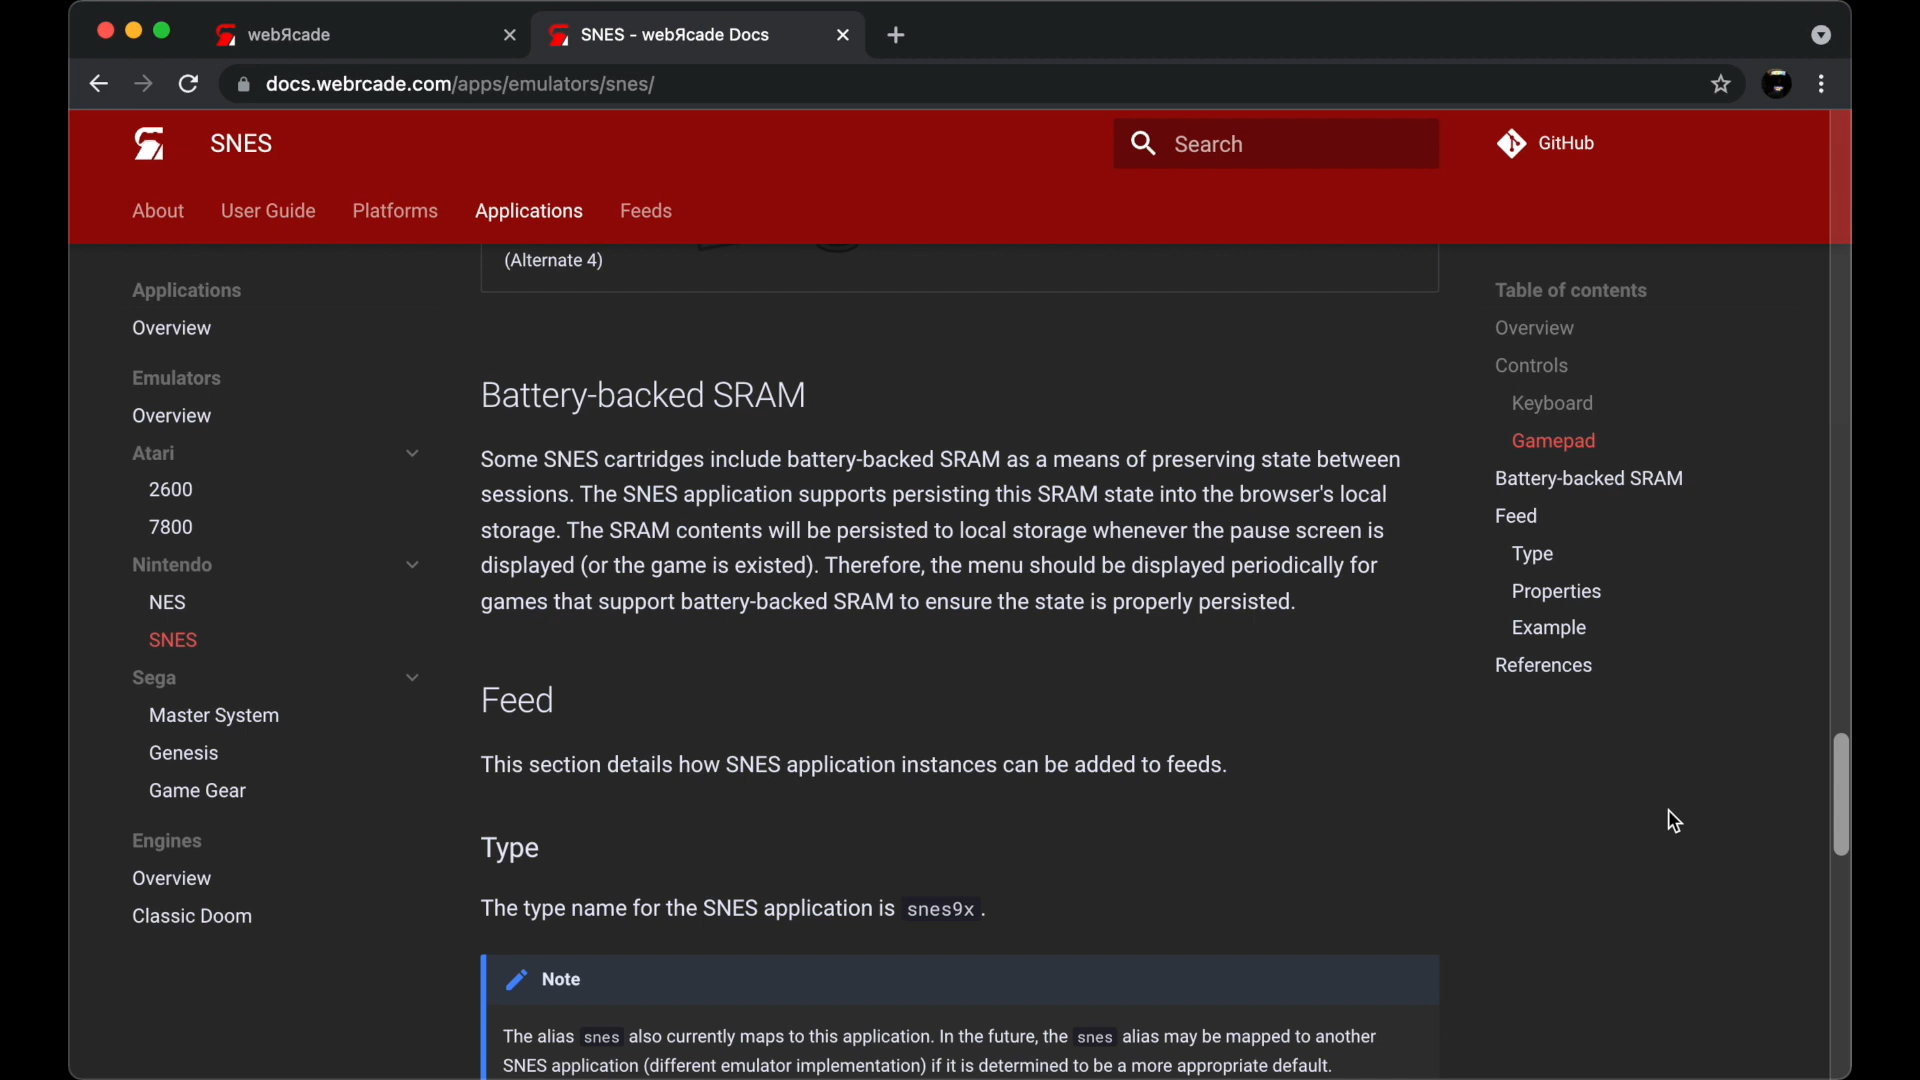 webЯcade
SNES - webЯcade Docs
docs.webrcade.com/apps/emulators/snes/
SNES
Search
GitHub
About
User Guide
Platforms
Applications
Feeds
Applications
Overview
Emulators
Overview
Atari
2600
7800
Nintendo
NES
SNES
Sega
Master System
Genesis
Game Gear
Engines
Overview
Classic Doom
(Alternate 4)
Battery-backed SRAM
Some SNES cartridges include battery-backed SRAM as a means of preserving state between
sessions. The SNES application supports persisting this SRAM state into the browser's local
storage. The SRAM contents will be persisted to local storage whenever the pause screen is
displayed (or the game is existed). Therefore, the menu should be displayed periodically for
games that support battery-backed SRAM to ensure the state is properly persisted.
Feed
This section details how SNES application instances can be added to feeds.
Type
The type name for the SNES application is snes9x .
Note
The alias snes also currently maps to this application. In the future, the snes alias may be mapped to another
SNES application (different emulator implementation) if it is determined to be a more appropriate default.
Table of contents
Overview
Controls
Keyboard
Gamepad
Battery-backed SRAM
Feed
Type
Properties
Example
References